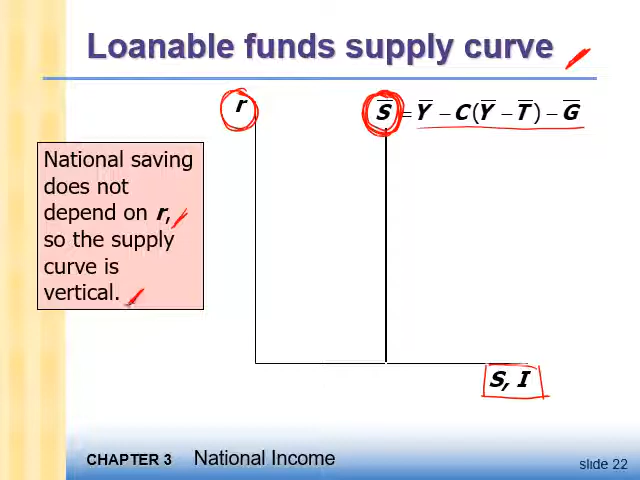 Loanable funds supply curve
r
S̅ = Y̅ − C(Y̅ − T̅) − G̅
National saving
does not
depend on r,
so the supply
curve is
vertical.
S, I
CHAPTER 3 National Income
slide 22